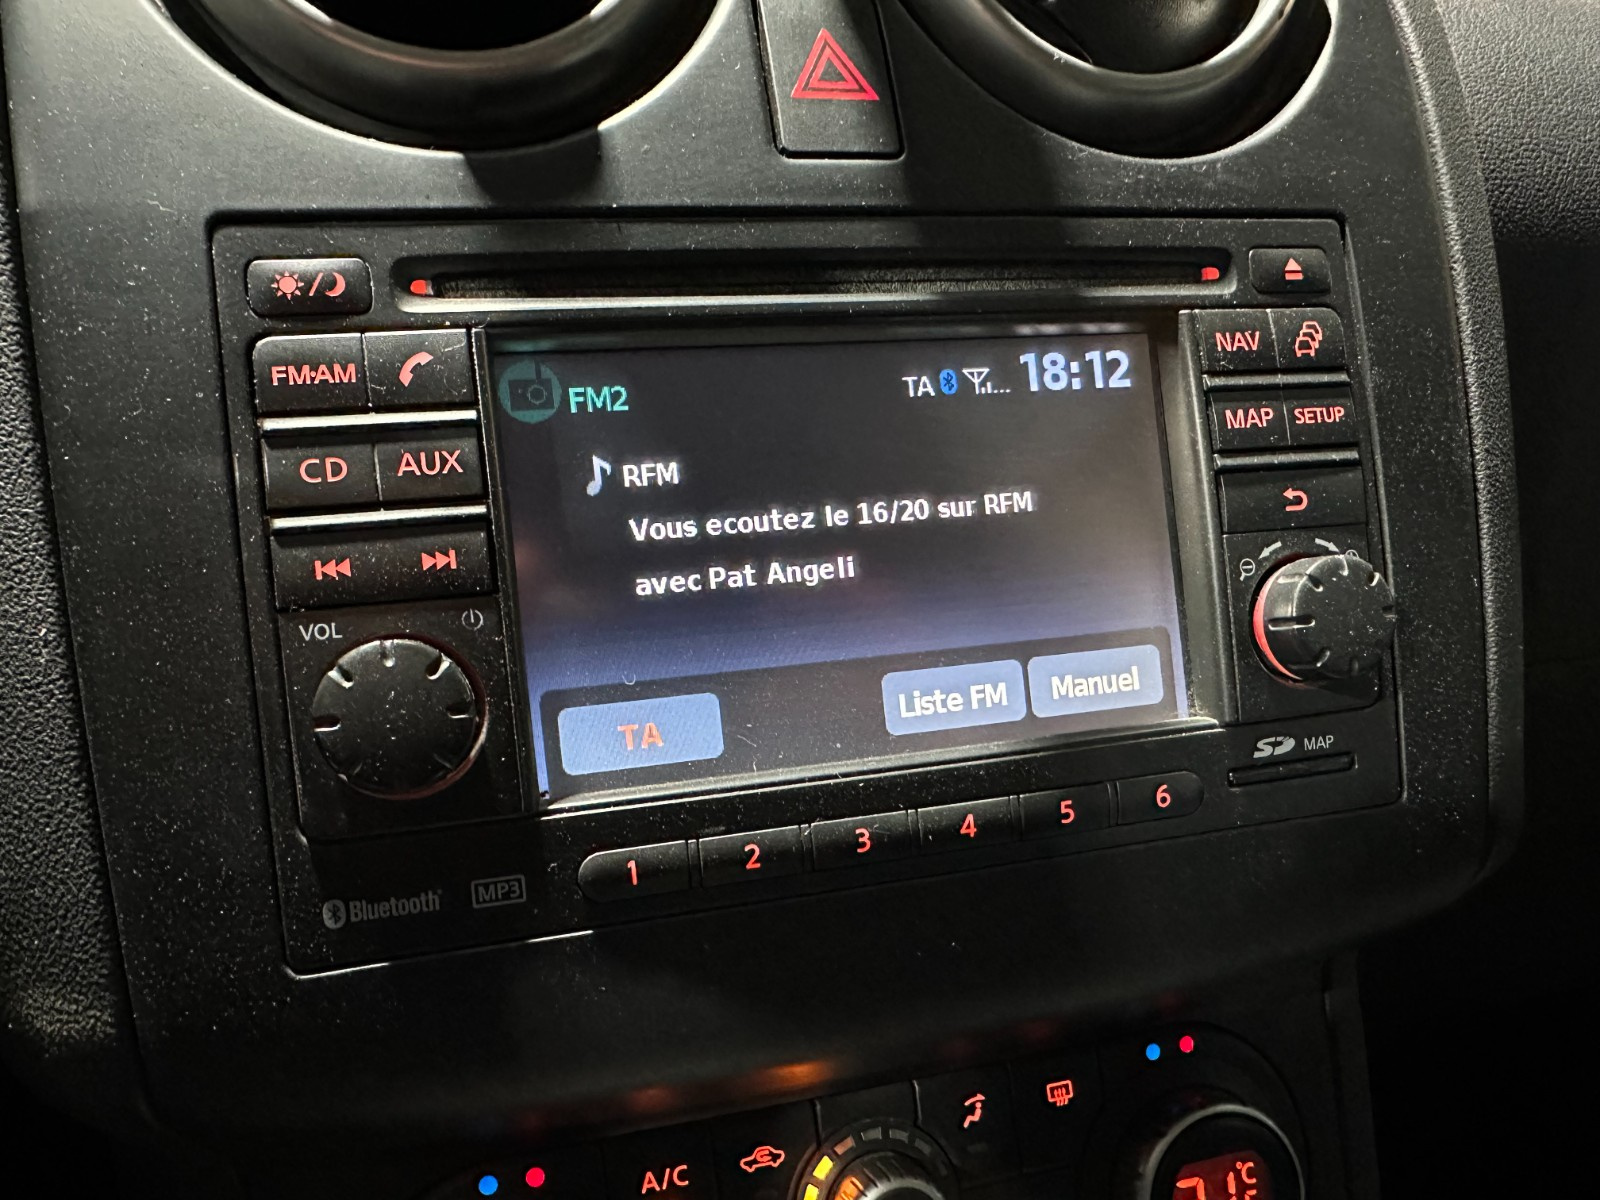 FM·AM
CD
AUX
VOL
FM2
TA
18:12
RFM
Vous ecoutez le 16/20 sur RFM
avec Pat Angeli
TA
Liste FM
Manuel
NAV
MAP
SETUP
SD MAP
1 2 3 4 5 6
Bluetooth
MP3
A/C
°C